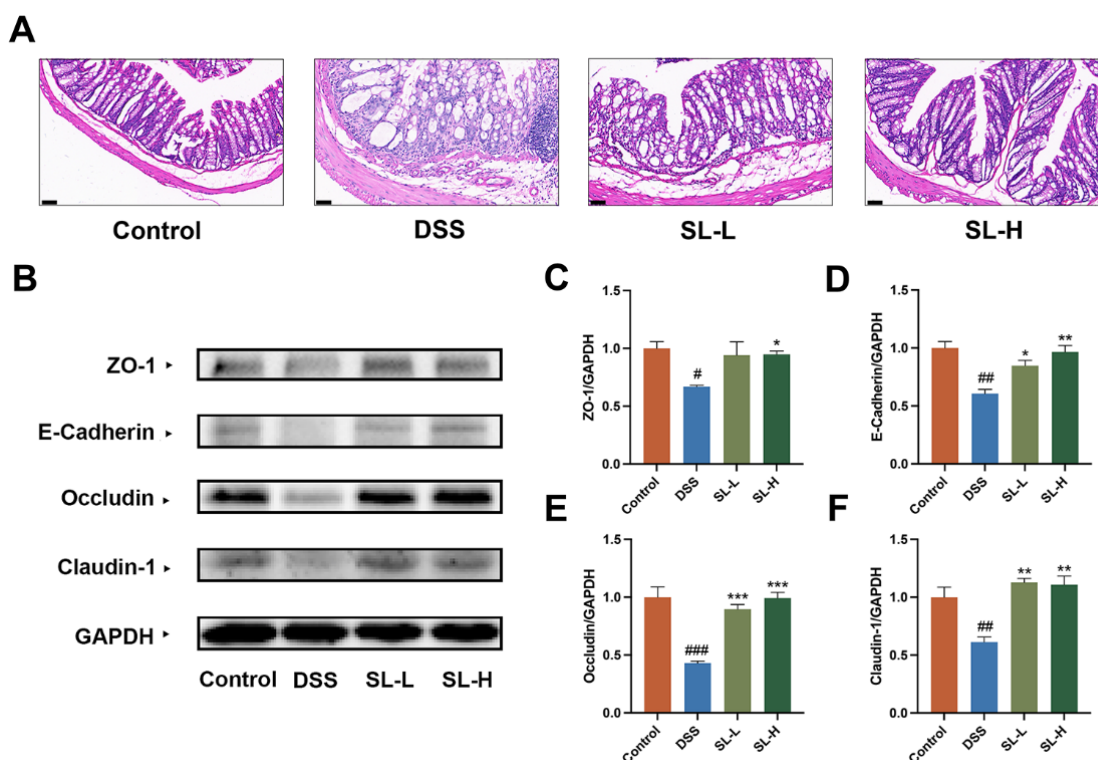 A
Control DSS SL-L SL-H
B
ZO-1
E-Cadherin
Occludin
Claudin-1
GAPDH
Control DSS SL-L SL-H
C
ZO-1/GAPDH
1.5
1.0
0.5
0.0
#
*
Control DSS SL-L SL-H
D
E-Cadherin/GAPDH
1.5
1.0
0.5
0.0
##
*
**
Control DSS SL-L SL-H
E
Occludin/GAPDH
1.5
1.0
0.5
0.0
###
***
***
Control DSS SL-L SL-H
F
Claudin-1/GAPDH
1.5
1.0
0.5
0.0
##
**
**
Control DSS SL-L SL-H